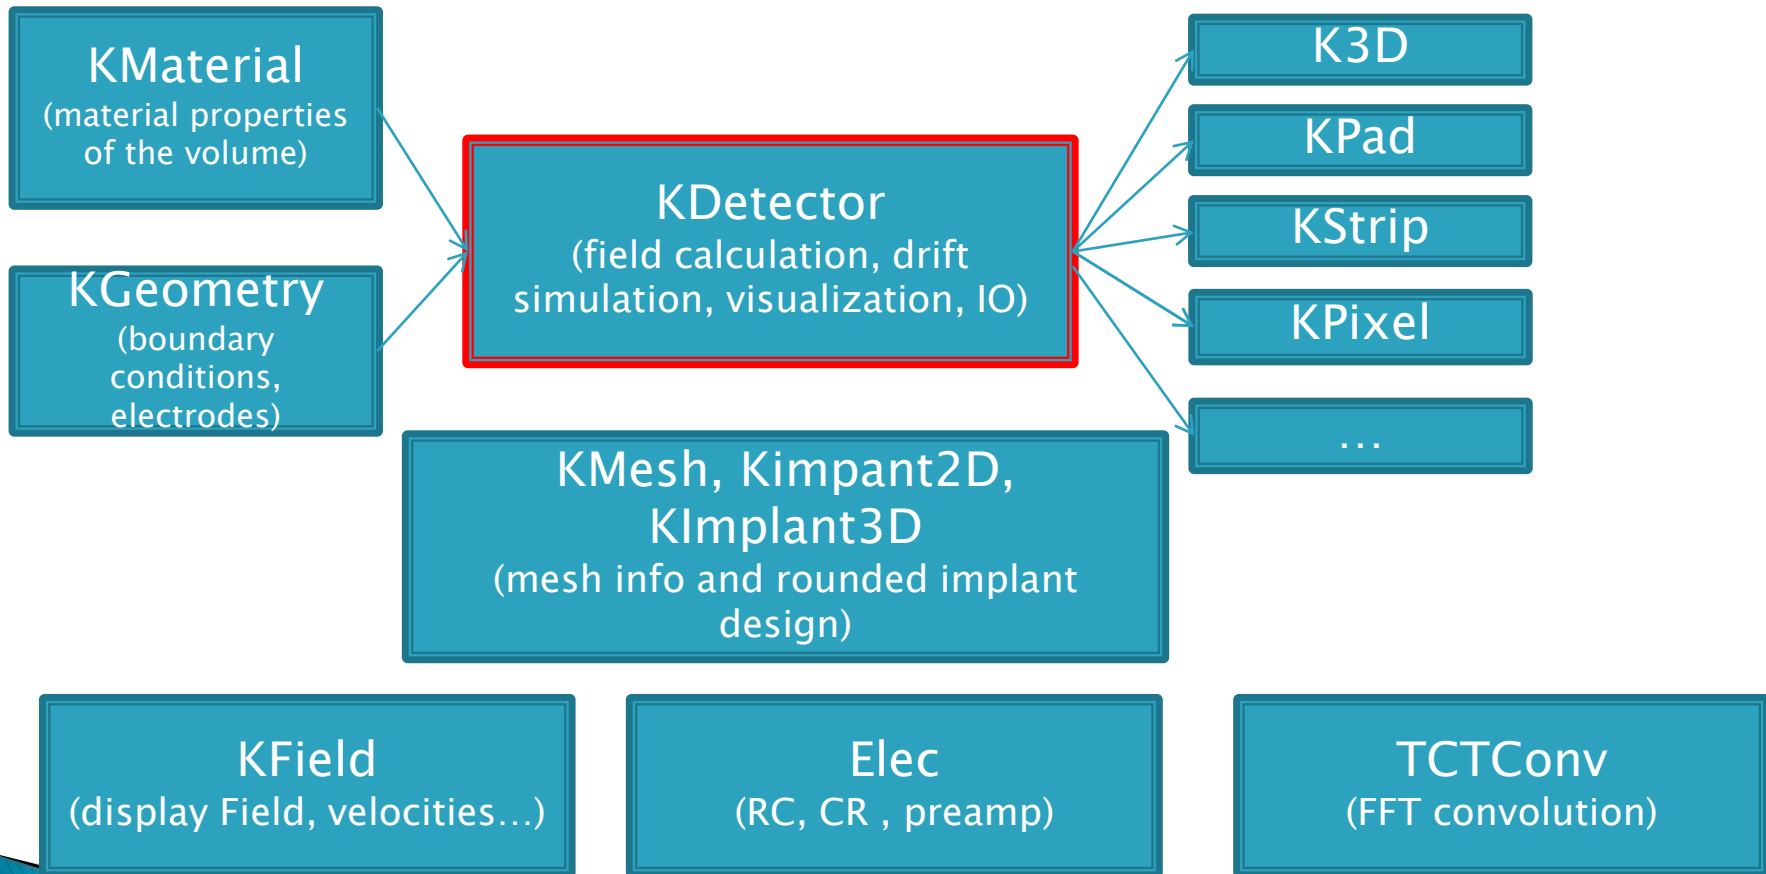 KMaterial
(material properties
of the volume)
KGeometry
(boundary
conditions,
electrodes)
KDetector
(field calculation, drift
simulation, visualization, IO)
K3D
KPad
KStrip
KPixel
...
KMesh, Kimpant2D,
KImplant3D
(mesh info and rounded implant
design)
KField
(display Field, velocities...)
Elec
(RC, CR , preamp)
TCTConv
(FFT convolution)